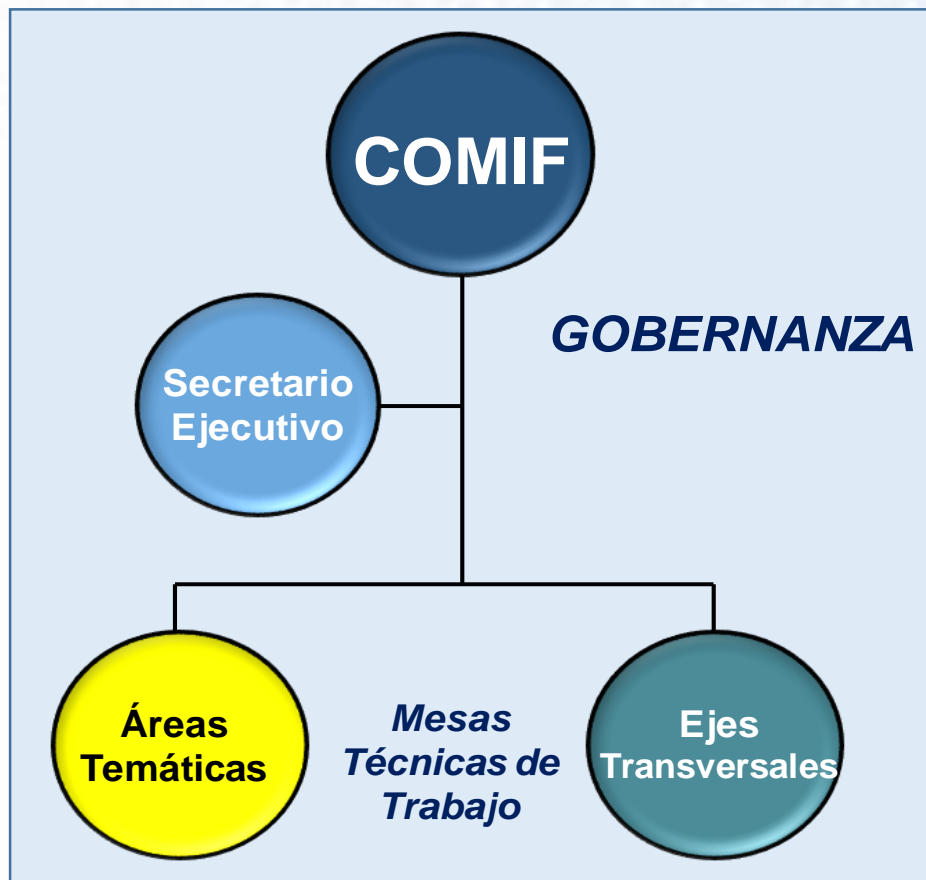 COMIF
GOBERNANZA
Secretario
Ejecutivo
Áreas
Temáticas
Mesas
Técnicas de
Trabajo
Ejes
Transversales